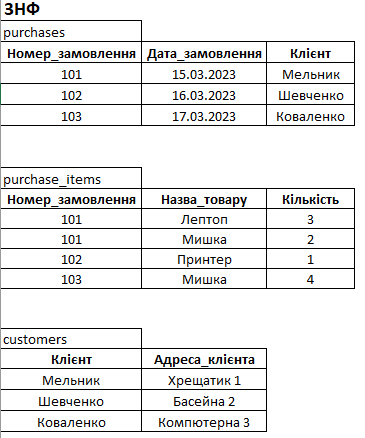 3НФ
purchases
Номер_замовлення Дата_замовлення Клієнт
101 15.03.2023 Мельник
102 16.03.2023 Шевченко
103 17.03.2023 Коваленко
purchase_items
Номер_замовлення Назва_товару Кількість
101 Лептоп 3
101 Мишка 2
102 Принтер 1
103 Мишка 4
customers
Клієнт Адреса_клієнта
Мельник Хрещатик 1
Шевченко Басейна 2
Коваленко Компютерна 3